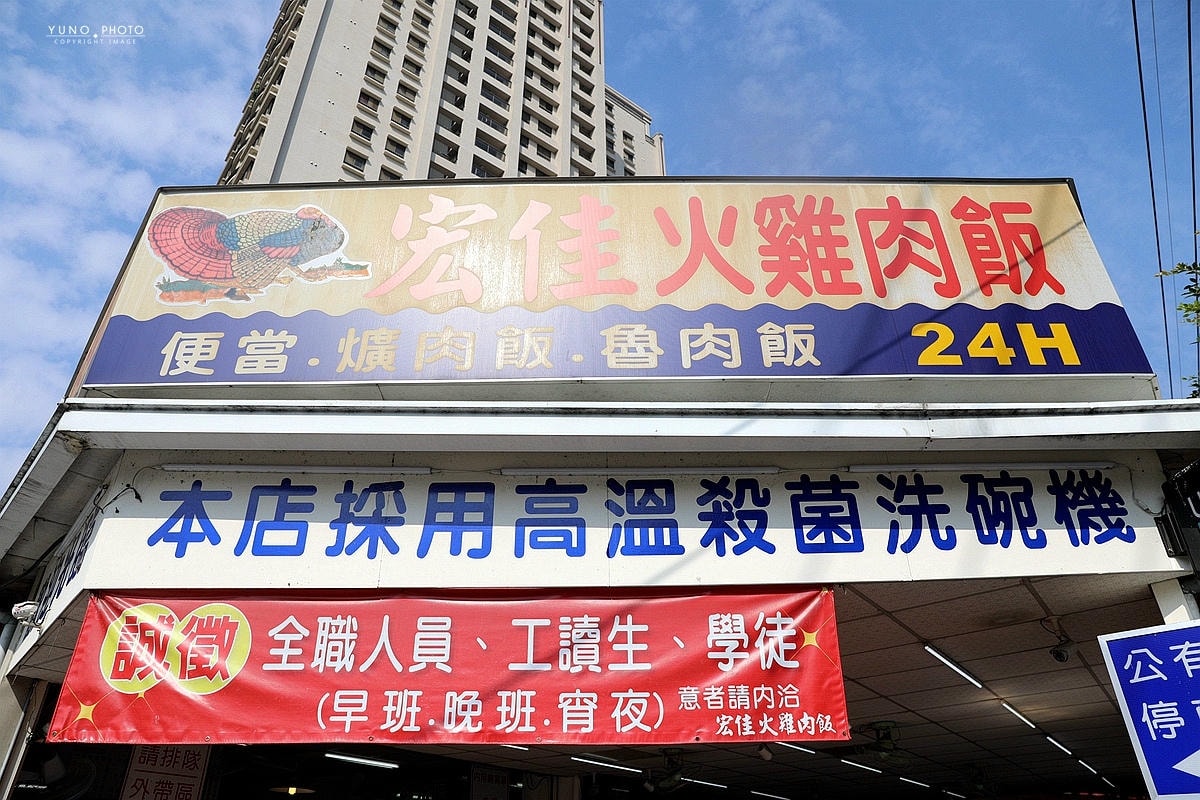 YUNO PHOTO
COPYRIGHT IMAGE
宏佳火雞肉飯
便當.爌肉飯.魯肉飯 24H
本店採用高溫殺菌洗碗機
誠徵 全職人員、工讀生、學徒
(早班.晚班.宵夜) 意者請內洽
宏佳火雞肉飯
公有
停
請排隊
外帶區